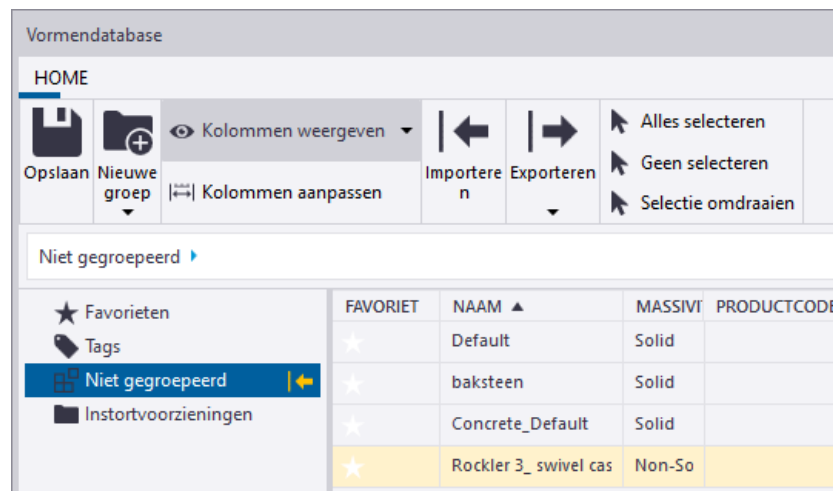 Vormendatabase
HOME
Opslaan
Nieuwe
groep
Kolommen weergeven
Kolommen aanpassen
Importere
n
Exporteren
Alles selecteren
Geen selecteren
Selectie omdraaien
Niet gegroepeerd
Favorieten
Tags
Niet gegroepeerd
Instortvoorzieningen
FAVORIET NAAM MASSIVI PRODUCTCODE
Default Solid
baksteen Solid
Concrete_Default Solid
Rockler 3_ swivel cas Non-So